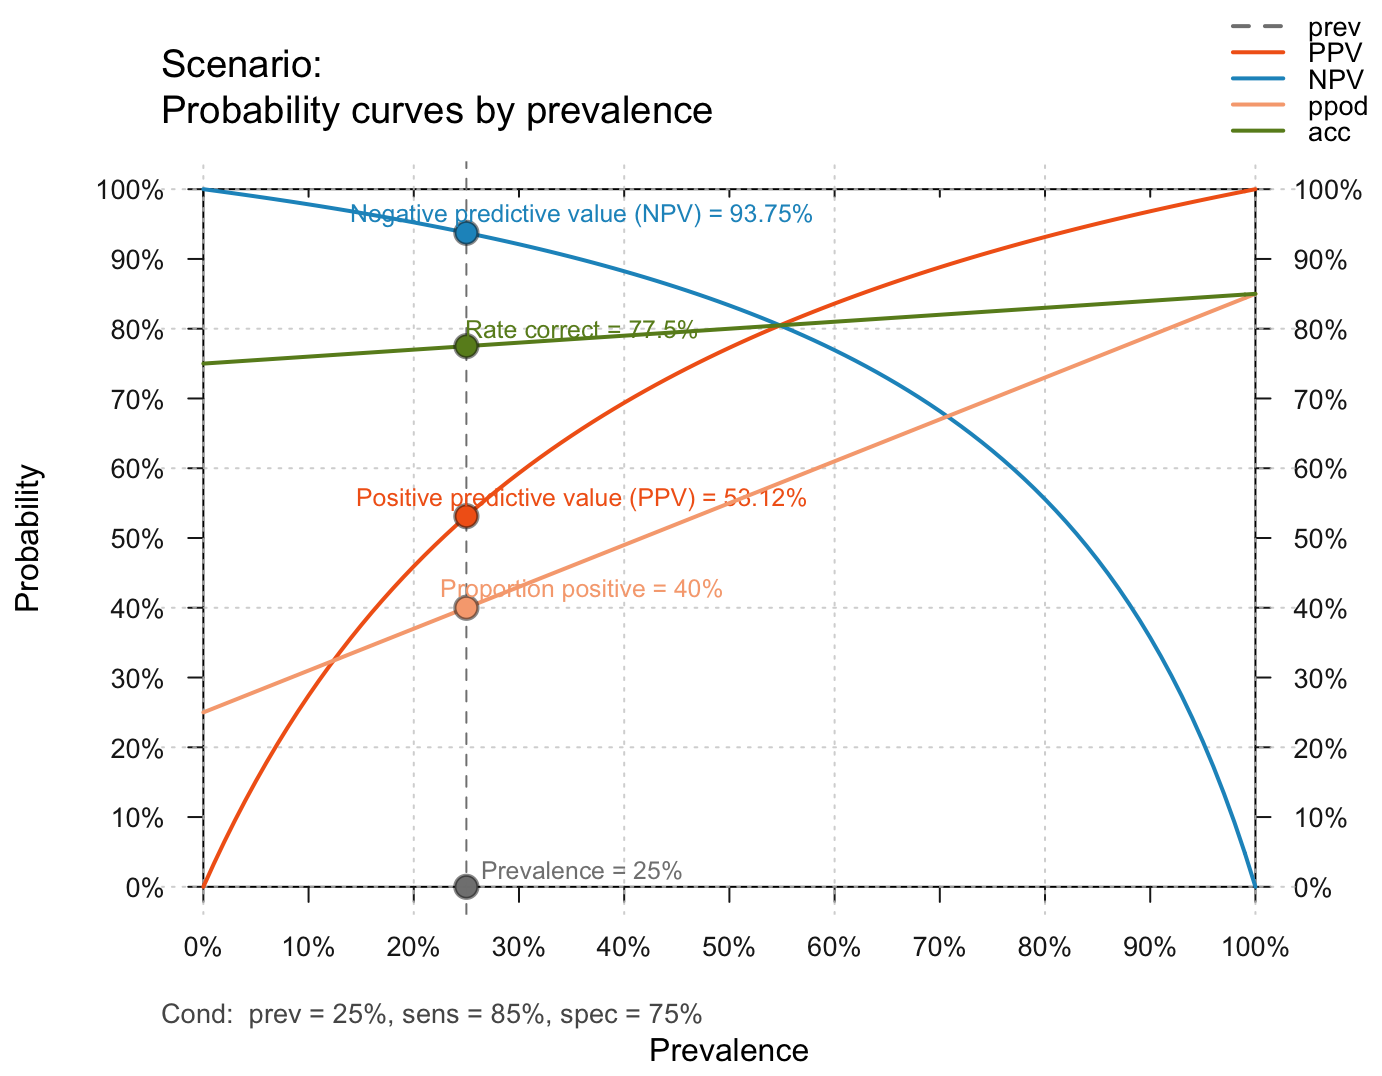 Scenario:
Probability curves by prevalence
prev
PPV
NPV
ppod
acc
100%
90%
80%
70%
60%
50%
40%
30%
20%
10%
0%
Probability
Negative predictive value (NPV) = 93.75%
Rate correct = 77.5%
Positive predictive value (PPV) = 53.12%
Proportion positive = 40%
Prevalence = 25%
100%
90%
80%
70%
60%
50%
40%
30%
20%
10%
0%
0% 10% 20% 30% 40% 50% 60% 70% 80% 90% 100%
Cond: prev = 25%, sens = 85%, spec = 75%
Prevalence